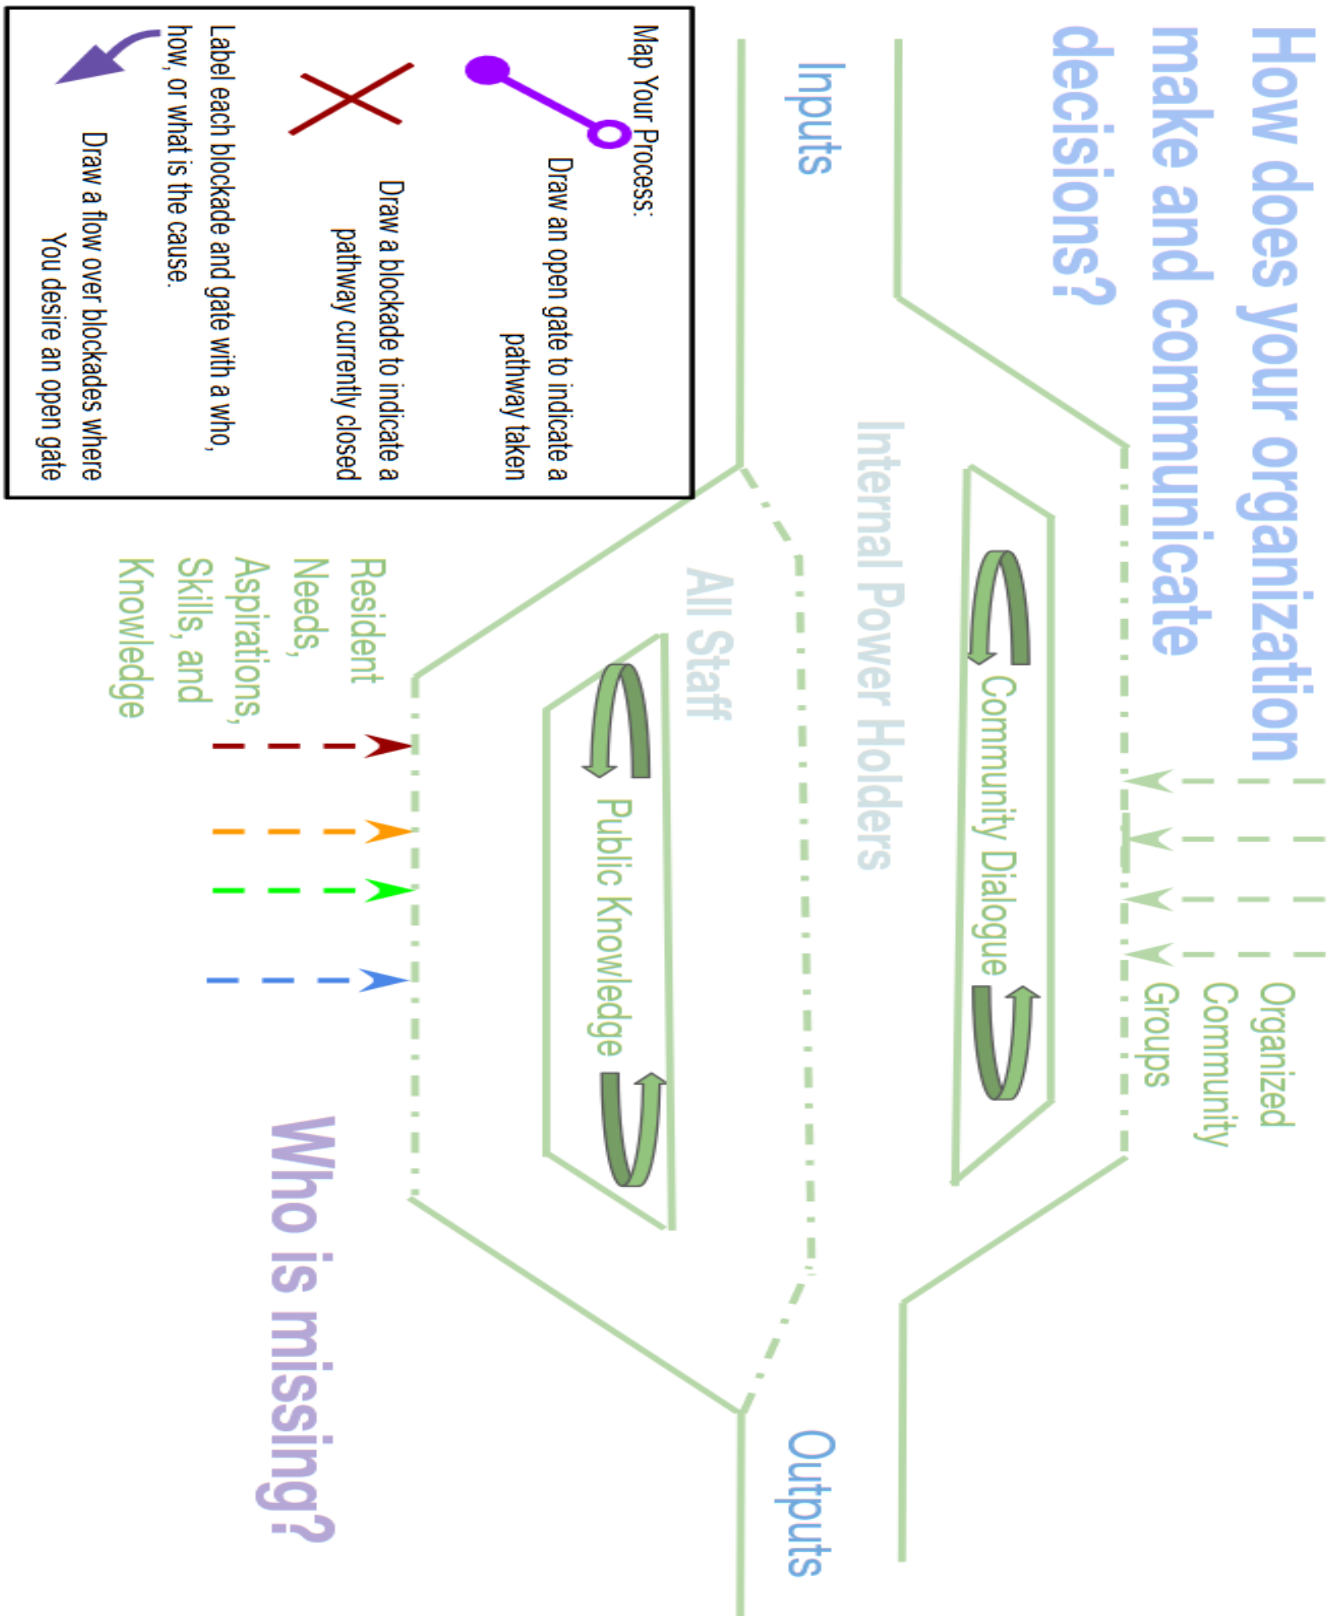 How does your organization
make and communicate
decisions?
Organized
Community
Groups
Inputs
Community Dialogue
Internal Power Holders
Outputs
All Staff
Public Knowledge
Map Your Process:
Draw an open gate to indicate a
pathway taken
Draw a blockade to indicate a
pathway currently closed
Label each blockade and gate with a who,
how, or what is the cause.
Draw a flow over blockades where
You desire an open gate
Resident
Needs,
Aspirations,
Skills, and
Knowledge
Who is missing?